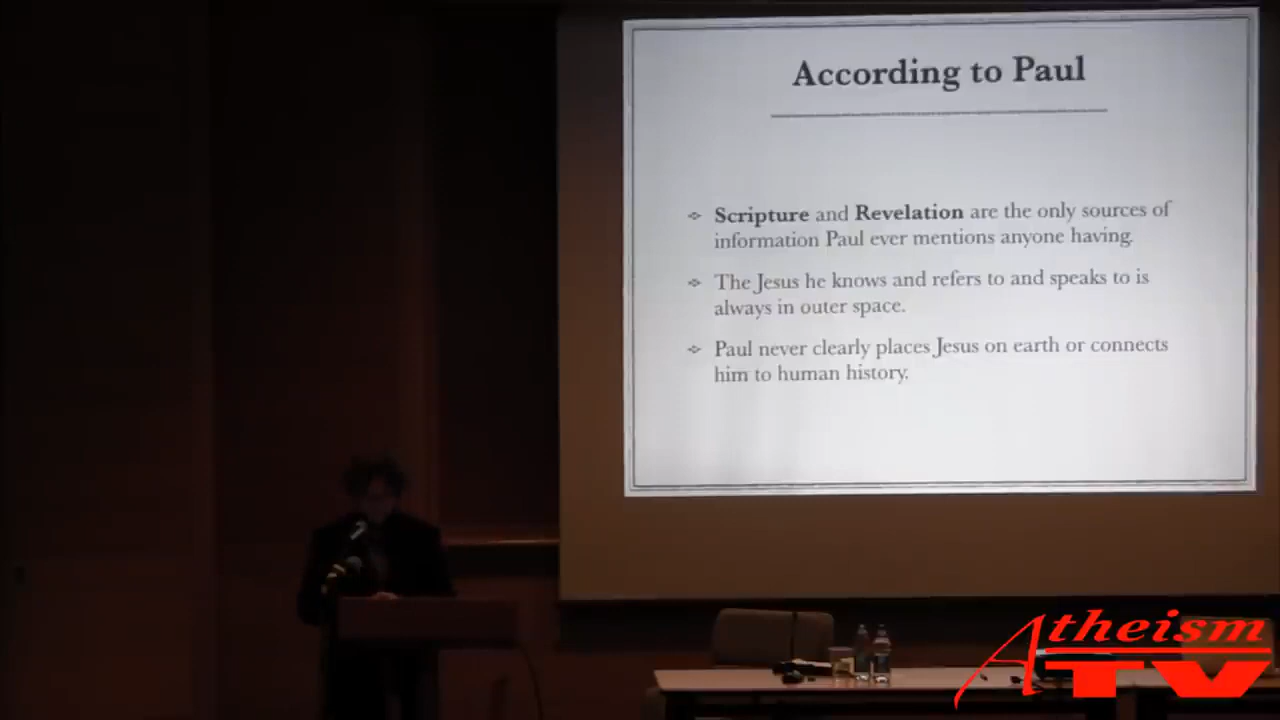 According to Paul
Scripture and Revelation are the only sources of
information Paul ever mentions anyone having.
The Jesus he knows and refers to and speaks to is
always in outer space.
Paul never clearly places Jesus on earth or connects
him to human history.
Atheism
TV